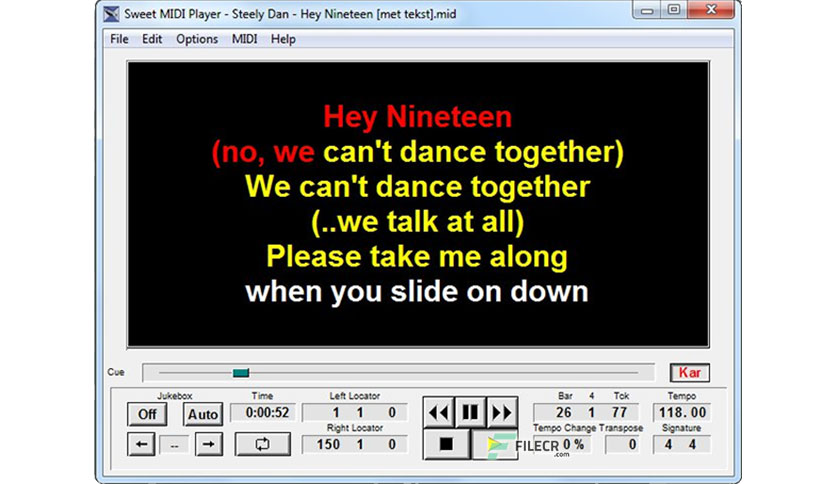 Sweet MIDI Player - Steely Dan - Hey Nineteen [met tekst].mid
File Edit Options MIDI Help
Hey Nineteen
(no, we can't dance together)
We can't dance together
(..we talk at all)
Please take me along
when you slide on down
Cue
Kar
Jukebox Time Left Locator Bar 4 Tck Tempo
Off Auto 0:00:52 1 1 0 26 1 77 118.00
Right Locator Tempo Change Transpose Signature
-- 150 1 0 0 % 0 4 4
FILECR
.com